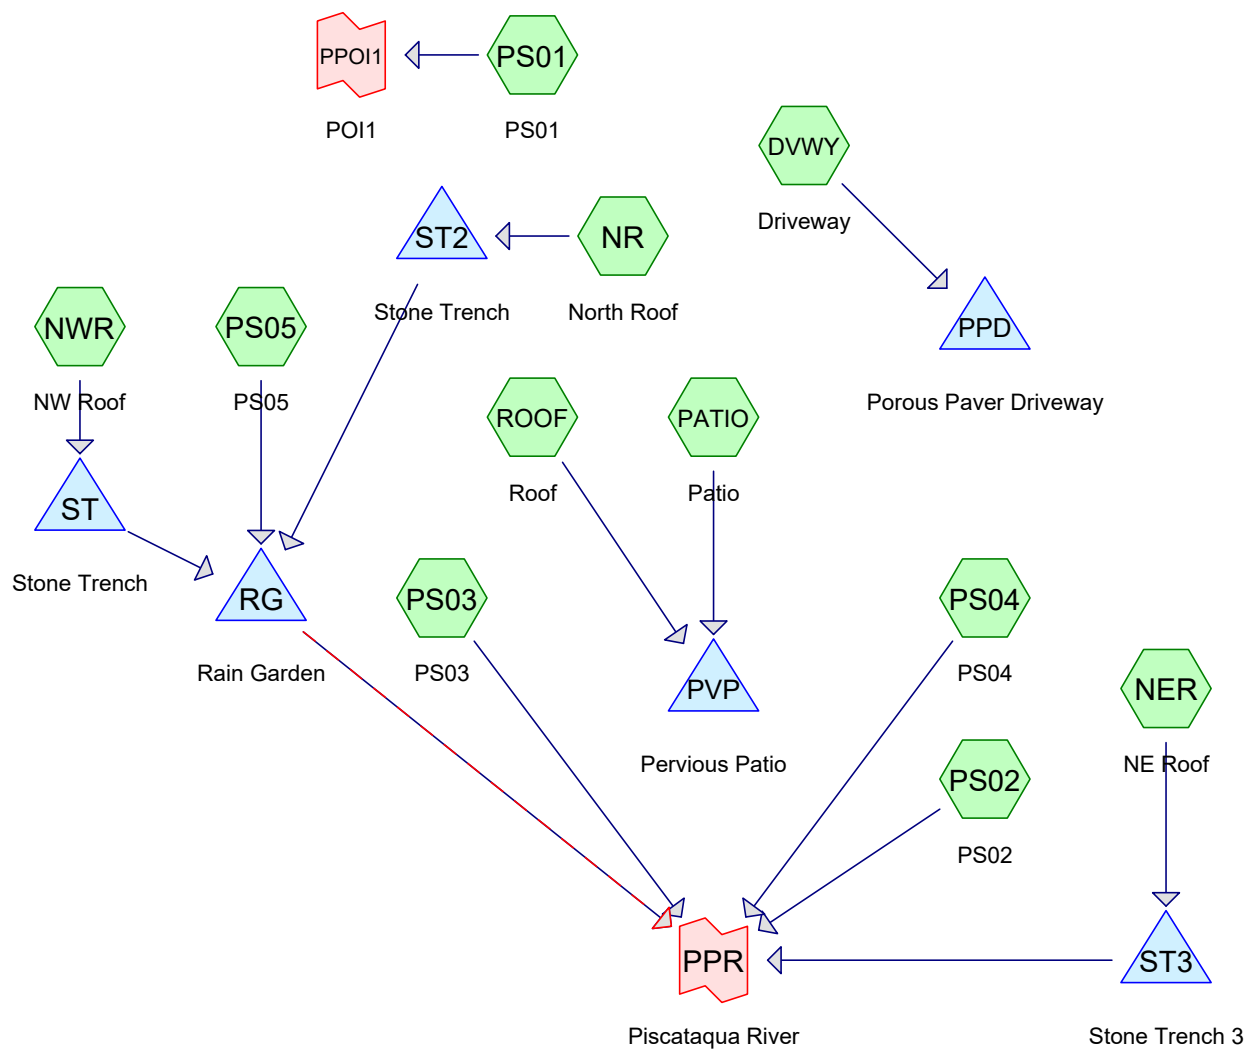 PPOI1
PS01
POI1
PS01
DVWY
Driveway
ST2
NR
Stone Trench
North Roof
PPD
Porous Paver Driveway
NWR
PS05
NW Roof
PS05
ROOF
PATIO
Roof
Patio
ST
Stone Trench
RG
Rain Garden
PS03
PS03
PS04
PS04
PVP
Pervious Patio
NER
NE Roof
PS02
PS02
PPR
Piscataqua River
ST3
Stone Trench 3